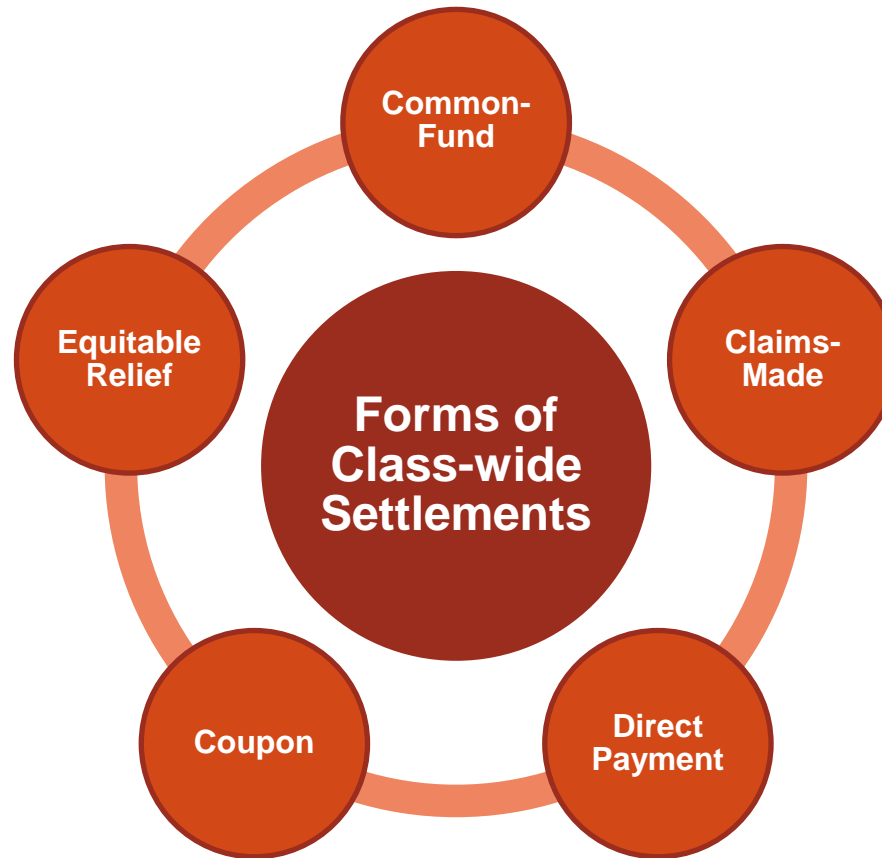 Common-
Fund
Equitable
Relief
Claims-
Made
Forms of
Class-wide
Settlements
Coupon
Direct
Payment